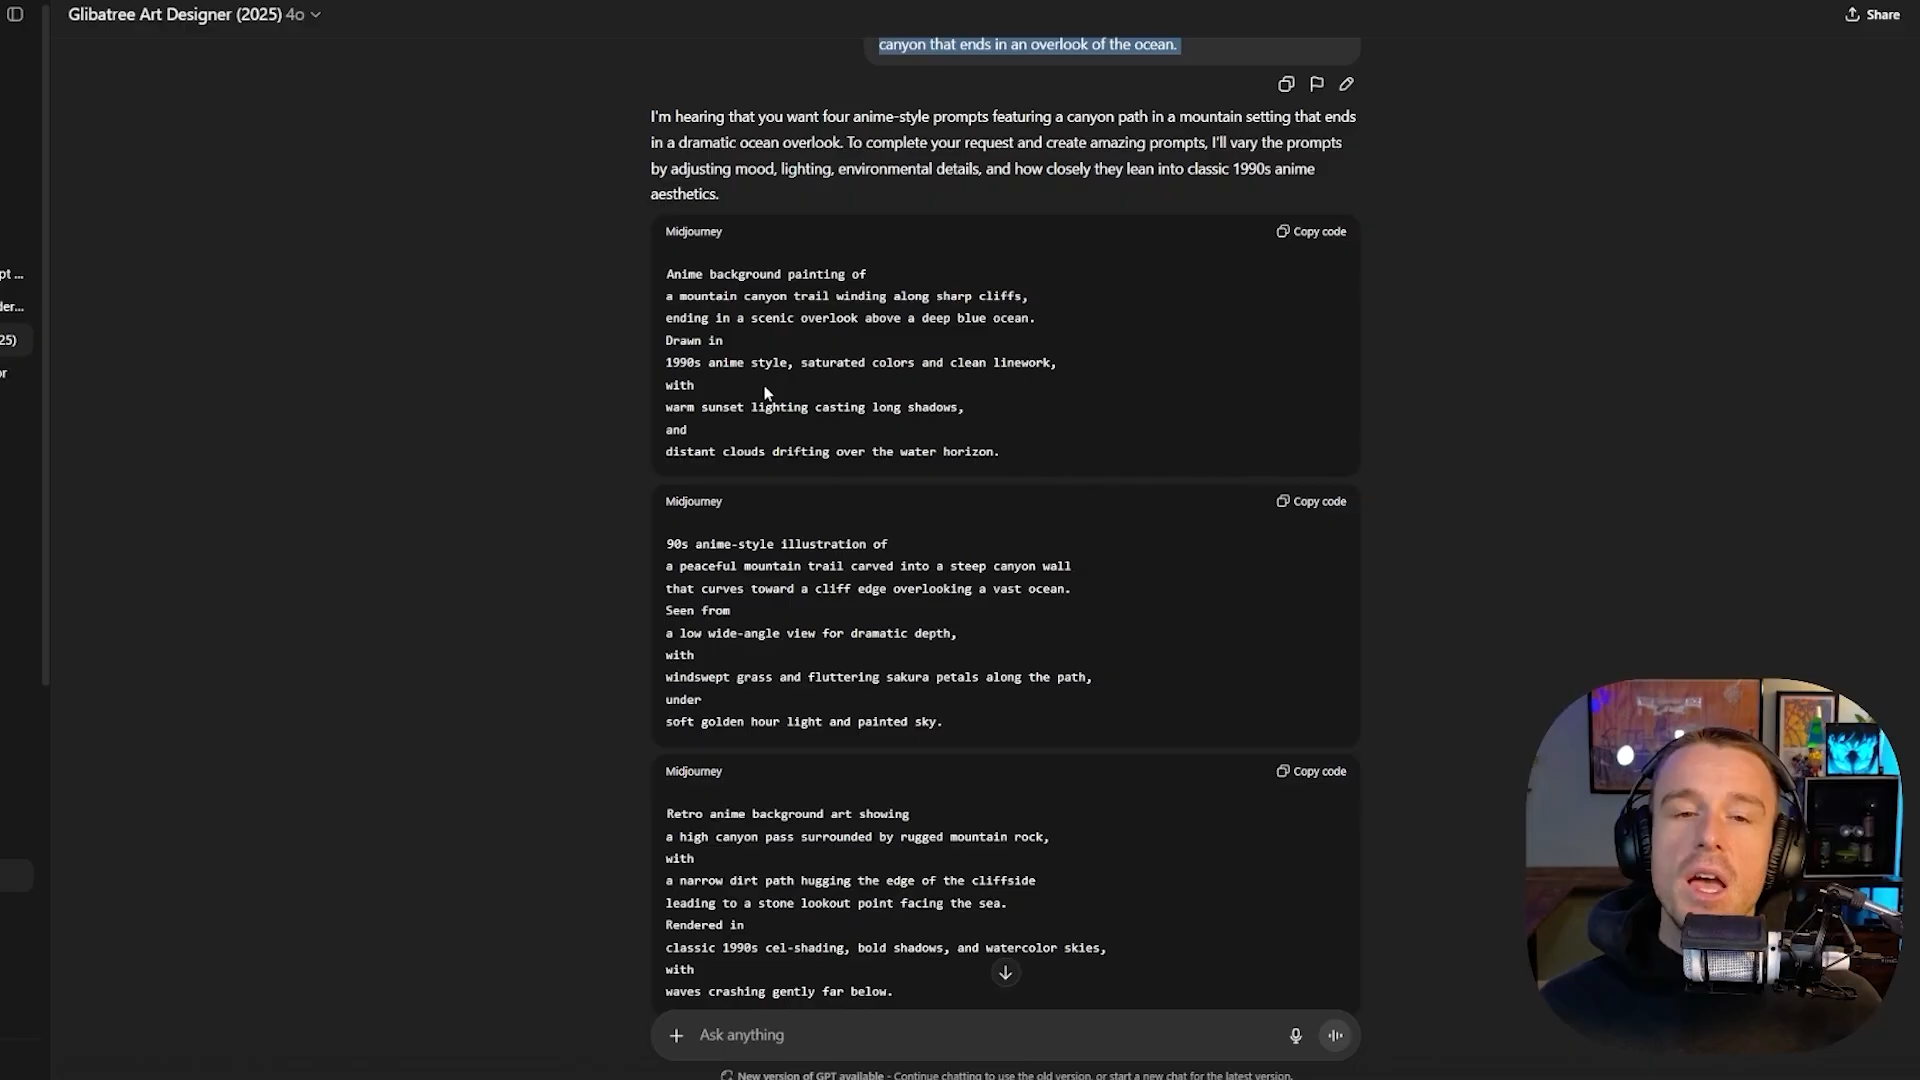 Glibatree Art Designer (2025) 4o
Share
canyon that ends in an overlook of the ocean.
I'm hearing that you want four anime-style prompts featuring a canyon path in a mountain setting that ends
in a dramatic ocean overlook. To complete your request and create amazing prompts, I'll vary the prompts
by adjusting mood, lighting, environmental details, and how closely they lean into classic 1990s anime
aesthetics.
pt ...
der...
25)
or
Midjourney
Copy code
Anime background painting of
a mountain canyon trail winding along sharp cliffs,
ending in a scenic overlook above a deep blue ocean.
Drawn in
1990s anime style, saturated colors and clean linework,
with
warm sunset lighting casting long shadows,
and
distant clouds drifting over the water horizon.
Midjourney
Copy code
90s anime-style illustration of
a peaceful mountain trail carved into a steep canyon wall
that curves toward a cliff edge overlooking a vast ocean.
Seen from
a low wide-angle view for dramatic depth,
with
windswept grass and fluttering sakura petals along the path,
under
soft golden hour light and painted sky.
Midjourney
Copy code
Retro anime background art showing
a high canyon pass surrounded by rugged mountain rock,
with
a narrow dirt path hugging the edge of the cliffside
leading to a stone lookout point facing the sea.
Rendered in
classic 1990s cel-shading, bold shadows, and watercolor skies,
with
waves crashing gently far below.
Ask anything
New version of GPT available - Continue chatting to use the old version, or start a new chat for the latest version.